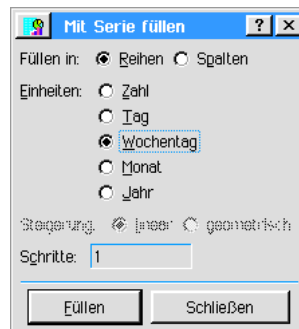 Mit Serie füllen
Füllen in: Reihen Spalten
Einheiten: Zahl
Tag
Wochentag
Monat
Jahr
Steigerung: linear geometrisch
Schritte: 1
Füllen Schließen